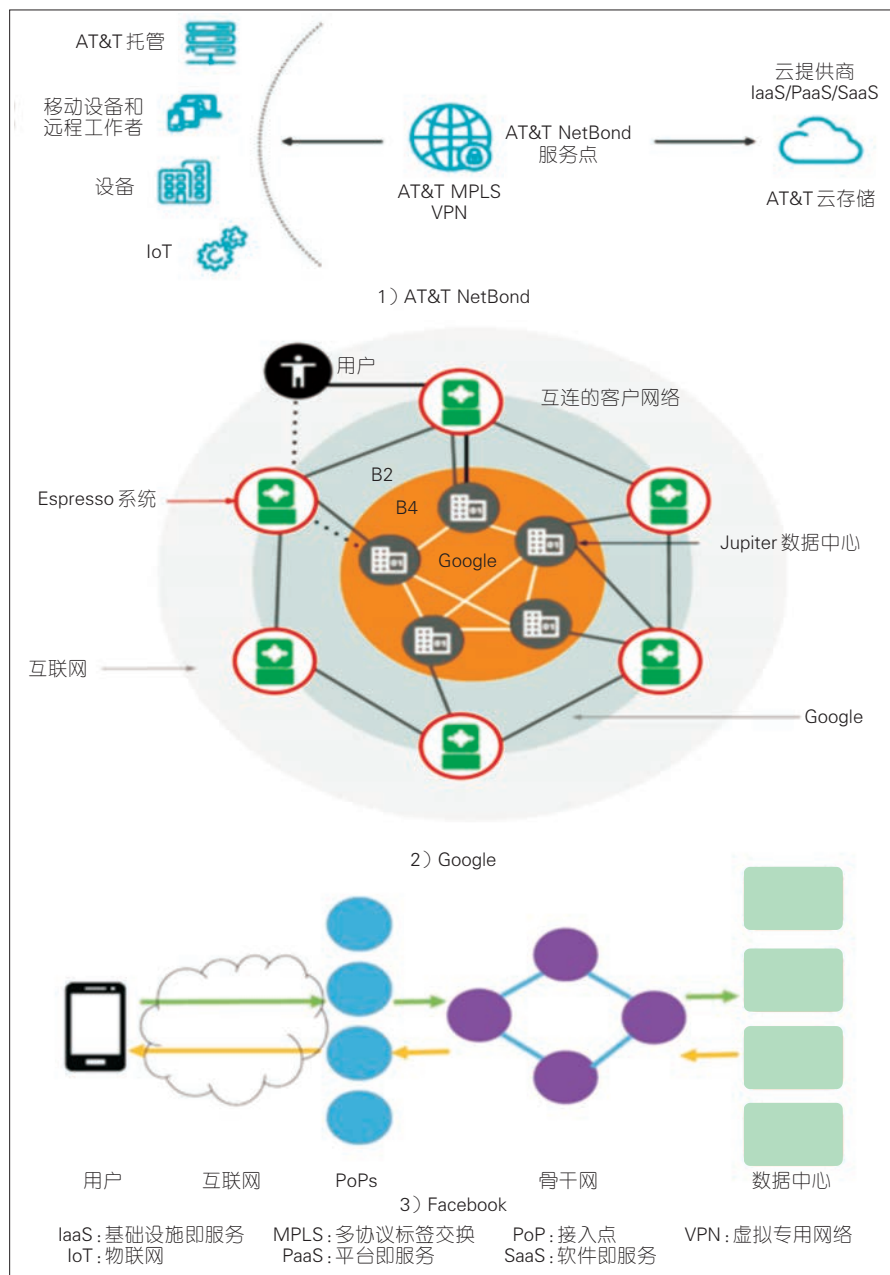 AT&T 托管
移动设备和
远程工作者
设备
IoT
AT&T MPLS
VPN
AT&T NetBond
服务点
云提供商
IaaS/PaaS/SaaS
AT&T 云存储
1）AT&T NetBond
用户
互连的客户网络
B2
B4
Espresso 系统
Google
Jupiter 数据中心
互联网
Google
2）Google
用户
互联网
PoPs
骨干网
数据中心
3）Facebook
IaaS：基础设施即服务 MPLS：多协议标签交换 PoP：接入点 VPN：虚拟专用网络
IoT：物联网 PaaS：平台即服务 SaaS：软件即服务